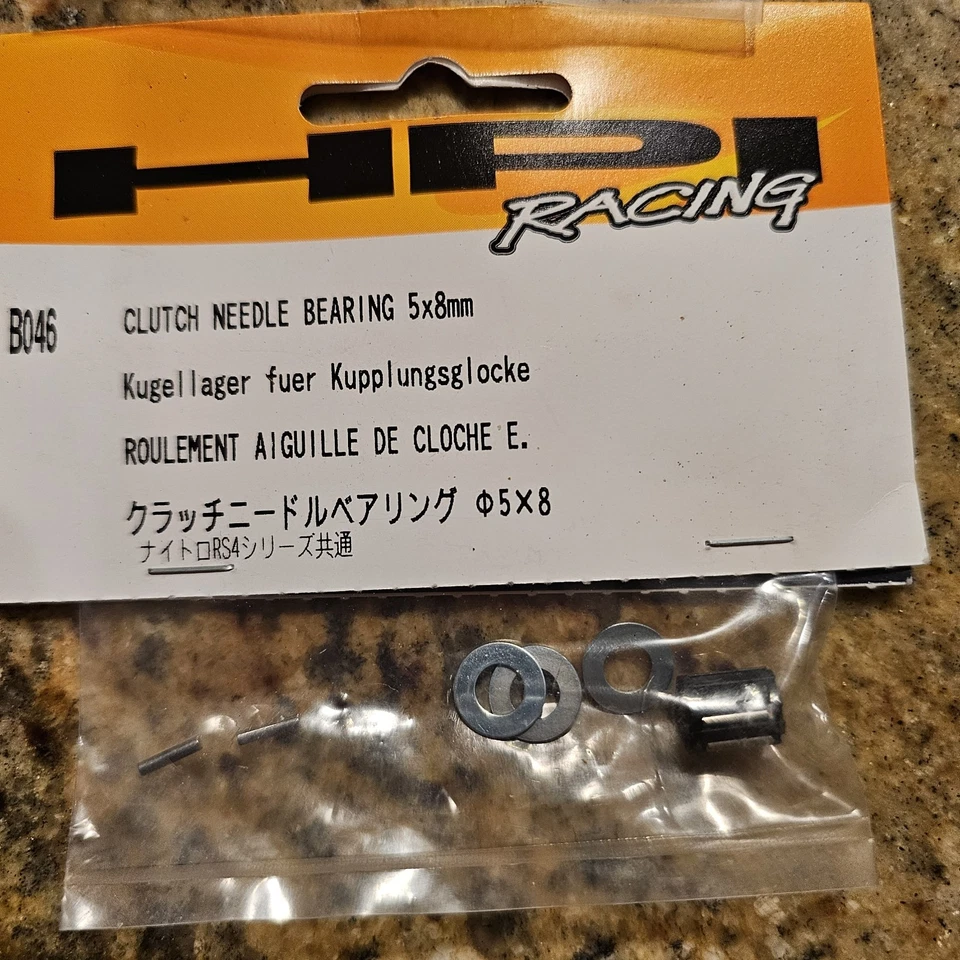 HPI
RACING
B046
CLUTCH NEEDLE BEARING 5x8mm
Kugellager fuer Kupplungsglocke
ROULEMENT AIGUILLE DE CLOCHE E.
クラッチニードルベアリング Φ5×8
ナイトロRS4シリーズ共通